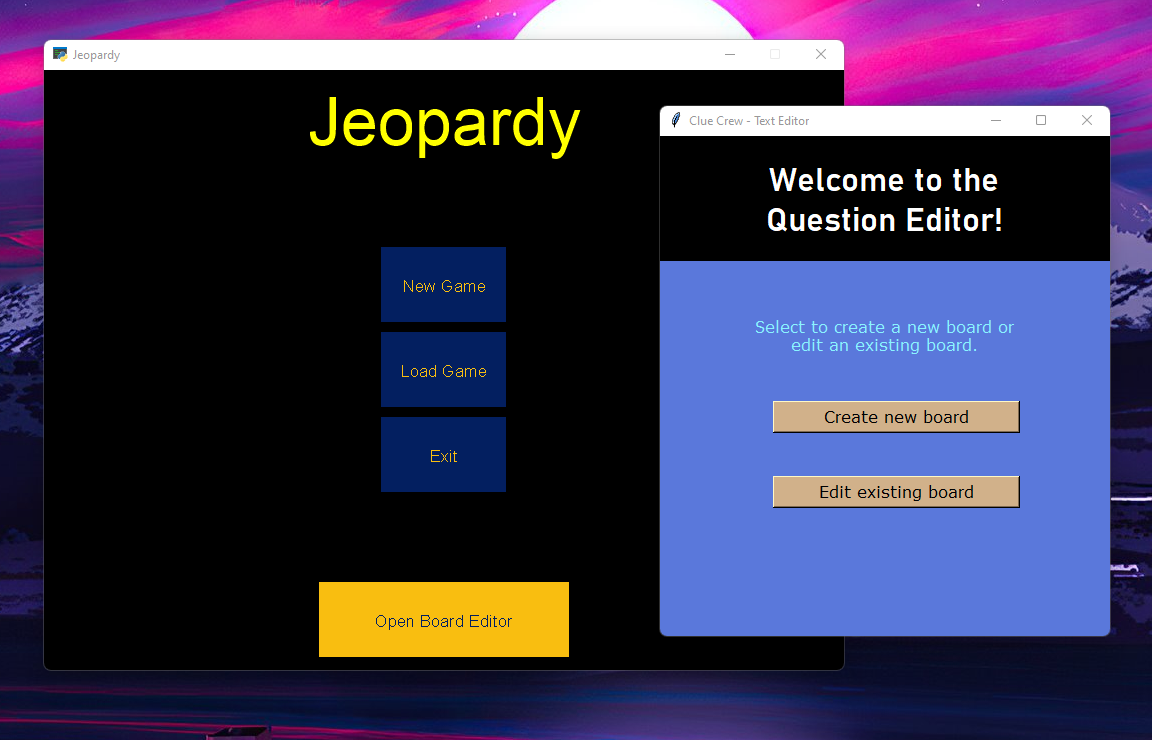 Jeopardy
Jeopardy
New Game
Load Game
Exit
Open Board Editor
Clue Crew - Text Editor
Welcome to the
Question Editor!
Select to create a new board or
edit an existing board.
Create new board
Edit existing board